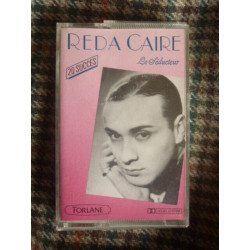 REDA CAIRE
20 SUCCÈS
Le Séducteur
FORLANE